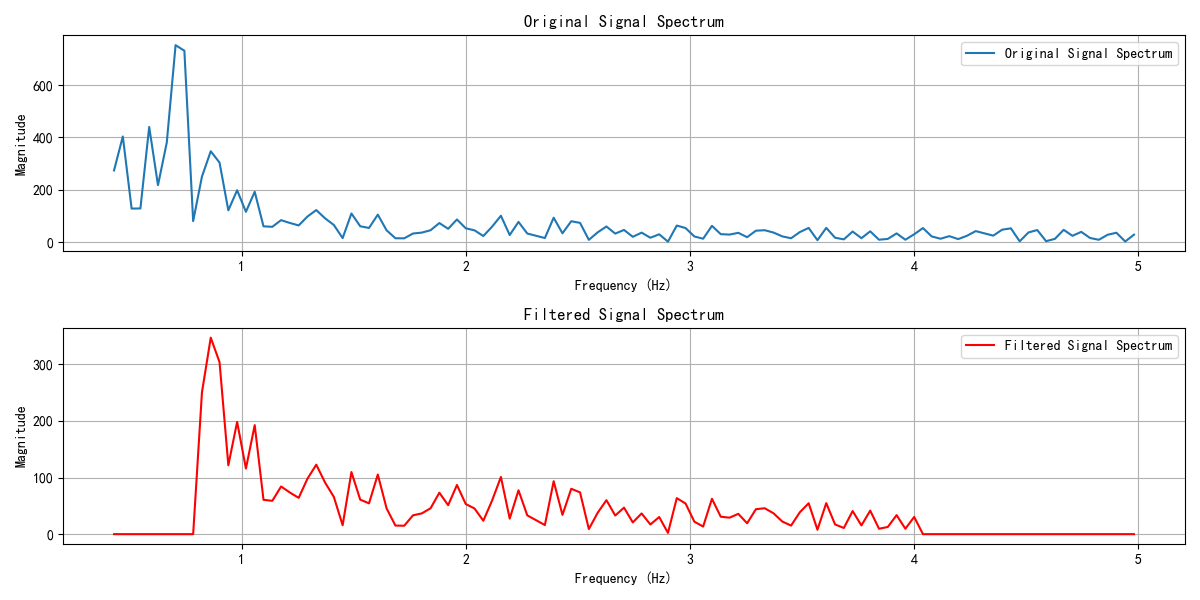 Original Signal Spectrum
Original Signal Spectrum
Magnitude
600
400
200
0
1 2 3 4 5
Frequency (Hz)
Filtered Signal Spectrum
Filtered Signal Spectrum
Magnitude
300
200
100
0
1 2 3 4 5
Frequency (Hz)